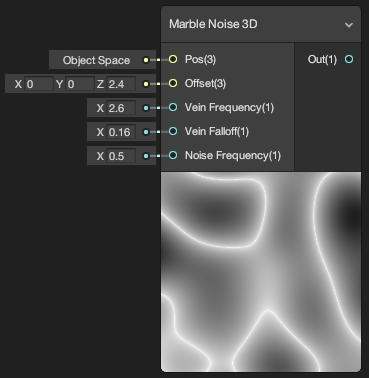 Marble Noise 3D
Object Space Pos(3) Out(1)
X 0 Y 0 Z 2.4 Offset(3)
X 2.6 Vein Frequency(1)
X 0.16 Vein Falloff(1)
X 0.5 Noise Frequency(1)